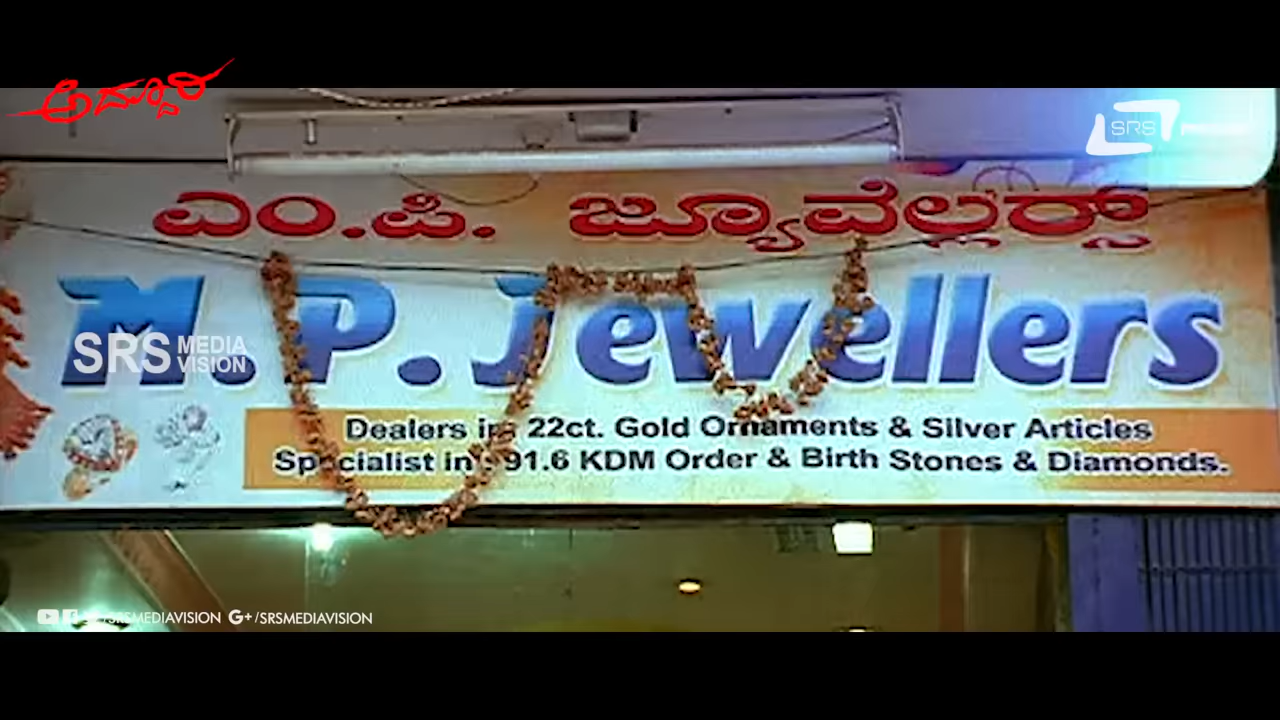 ಅದ್ದೂರಿ
SRS
ಎಂ.ಪಿ. ಜ್ಯೂವೆಲ್ಲರ್ಸ್
M.P. Jewellers
SRS MEDIA VISION
Dealers in : 22ct. Gold Ornaments & Silver Articles
Specialist in : 91.6 KDM Order & Birth Stones & Diamonds.
/SRSMEDIAVISION G+/SRSMEDIAVISION